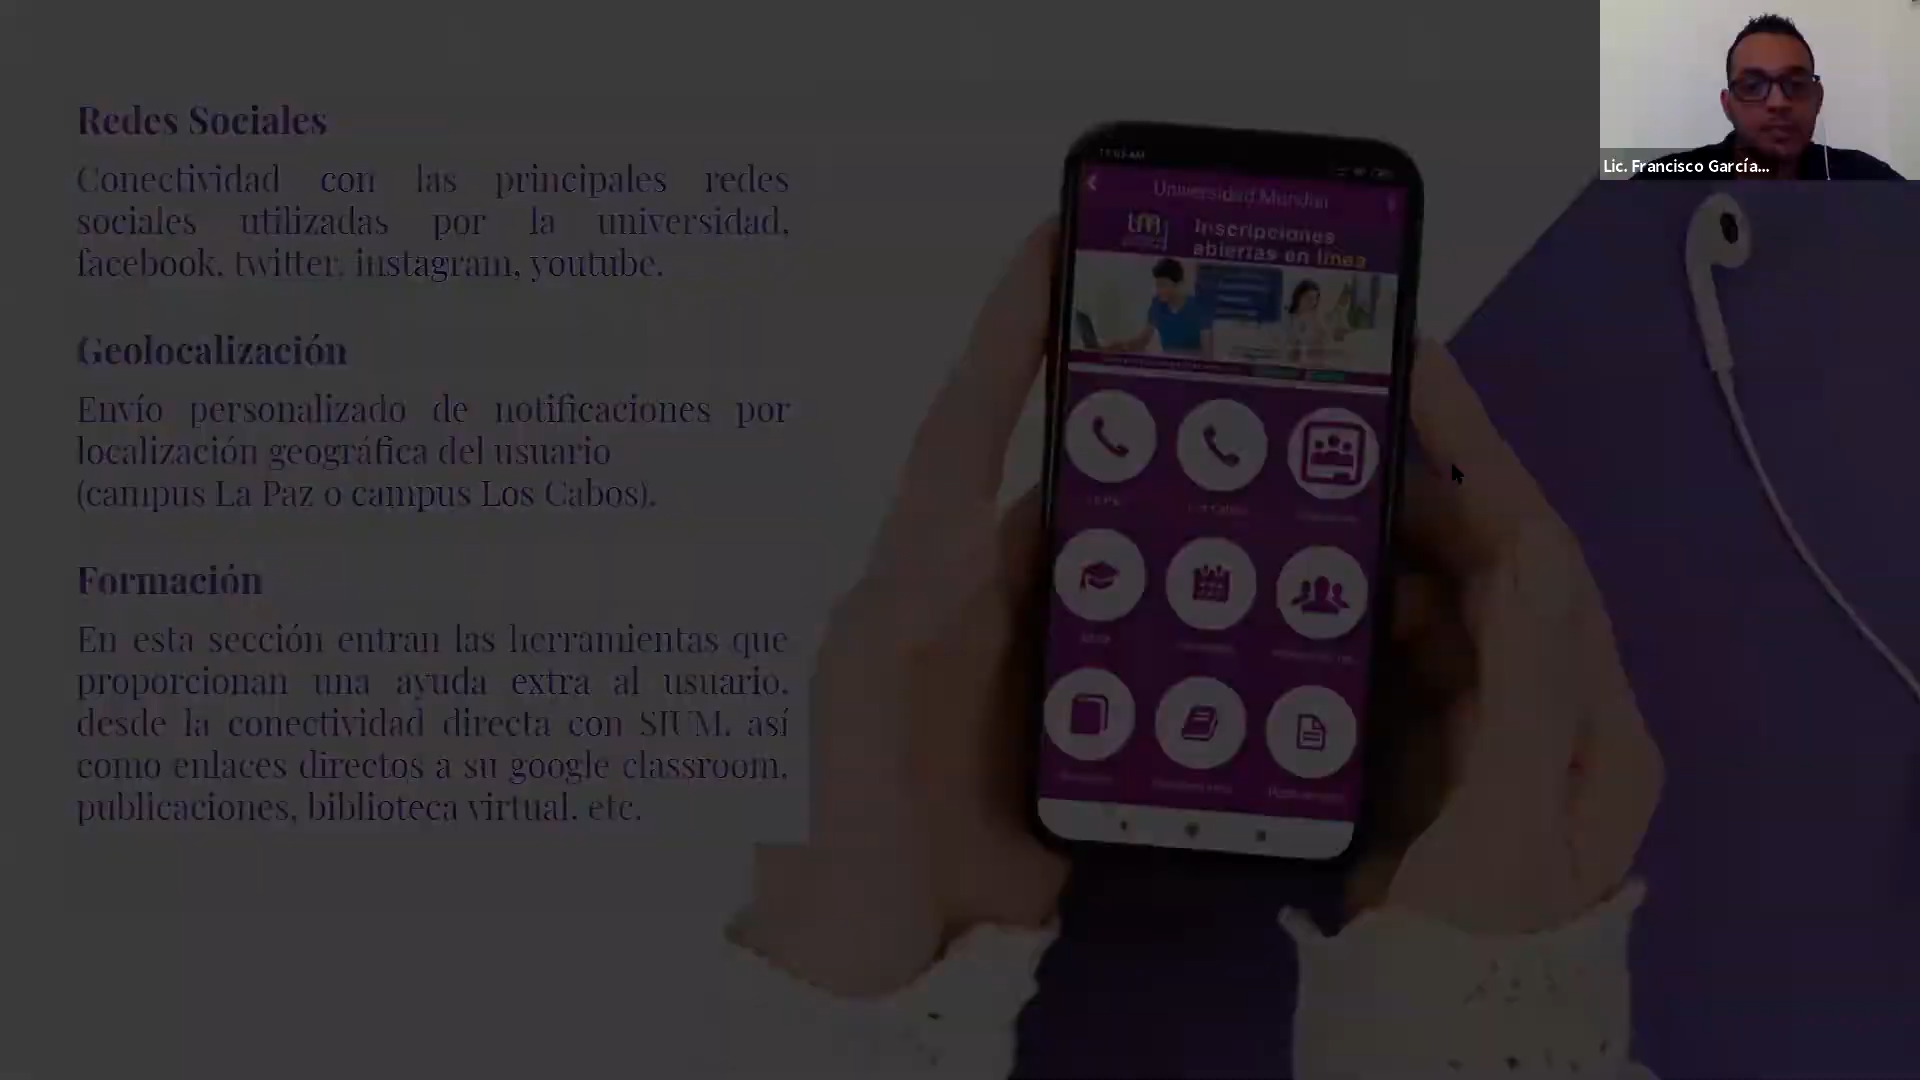 Redes Sociales
Conectividad con las principales redes
sociales utilizadas por la universidad,
facebook, twitter, instagram, youtube.
Geolocalización
Envío personalizado de notificaciones por
localización geográfica del usuario
(campus La Paz o campus Los Cabos).
Formación
En esta sección entran las herramientas que
proporcionan una ayuda extra al usuario,
desde la conectividad directa con SIUM, así
como enlaces directos a su google classroom,
publicaciones, biblioteca virtual, etc.
Universidad Mundial
Inscripciones
abiertas en línea
Lic. Francisco García...